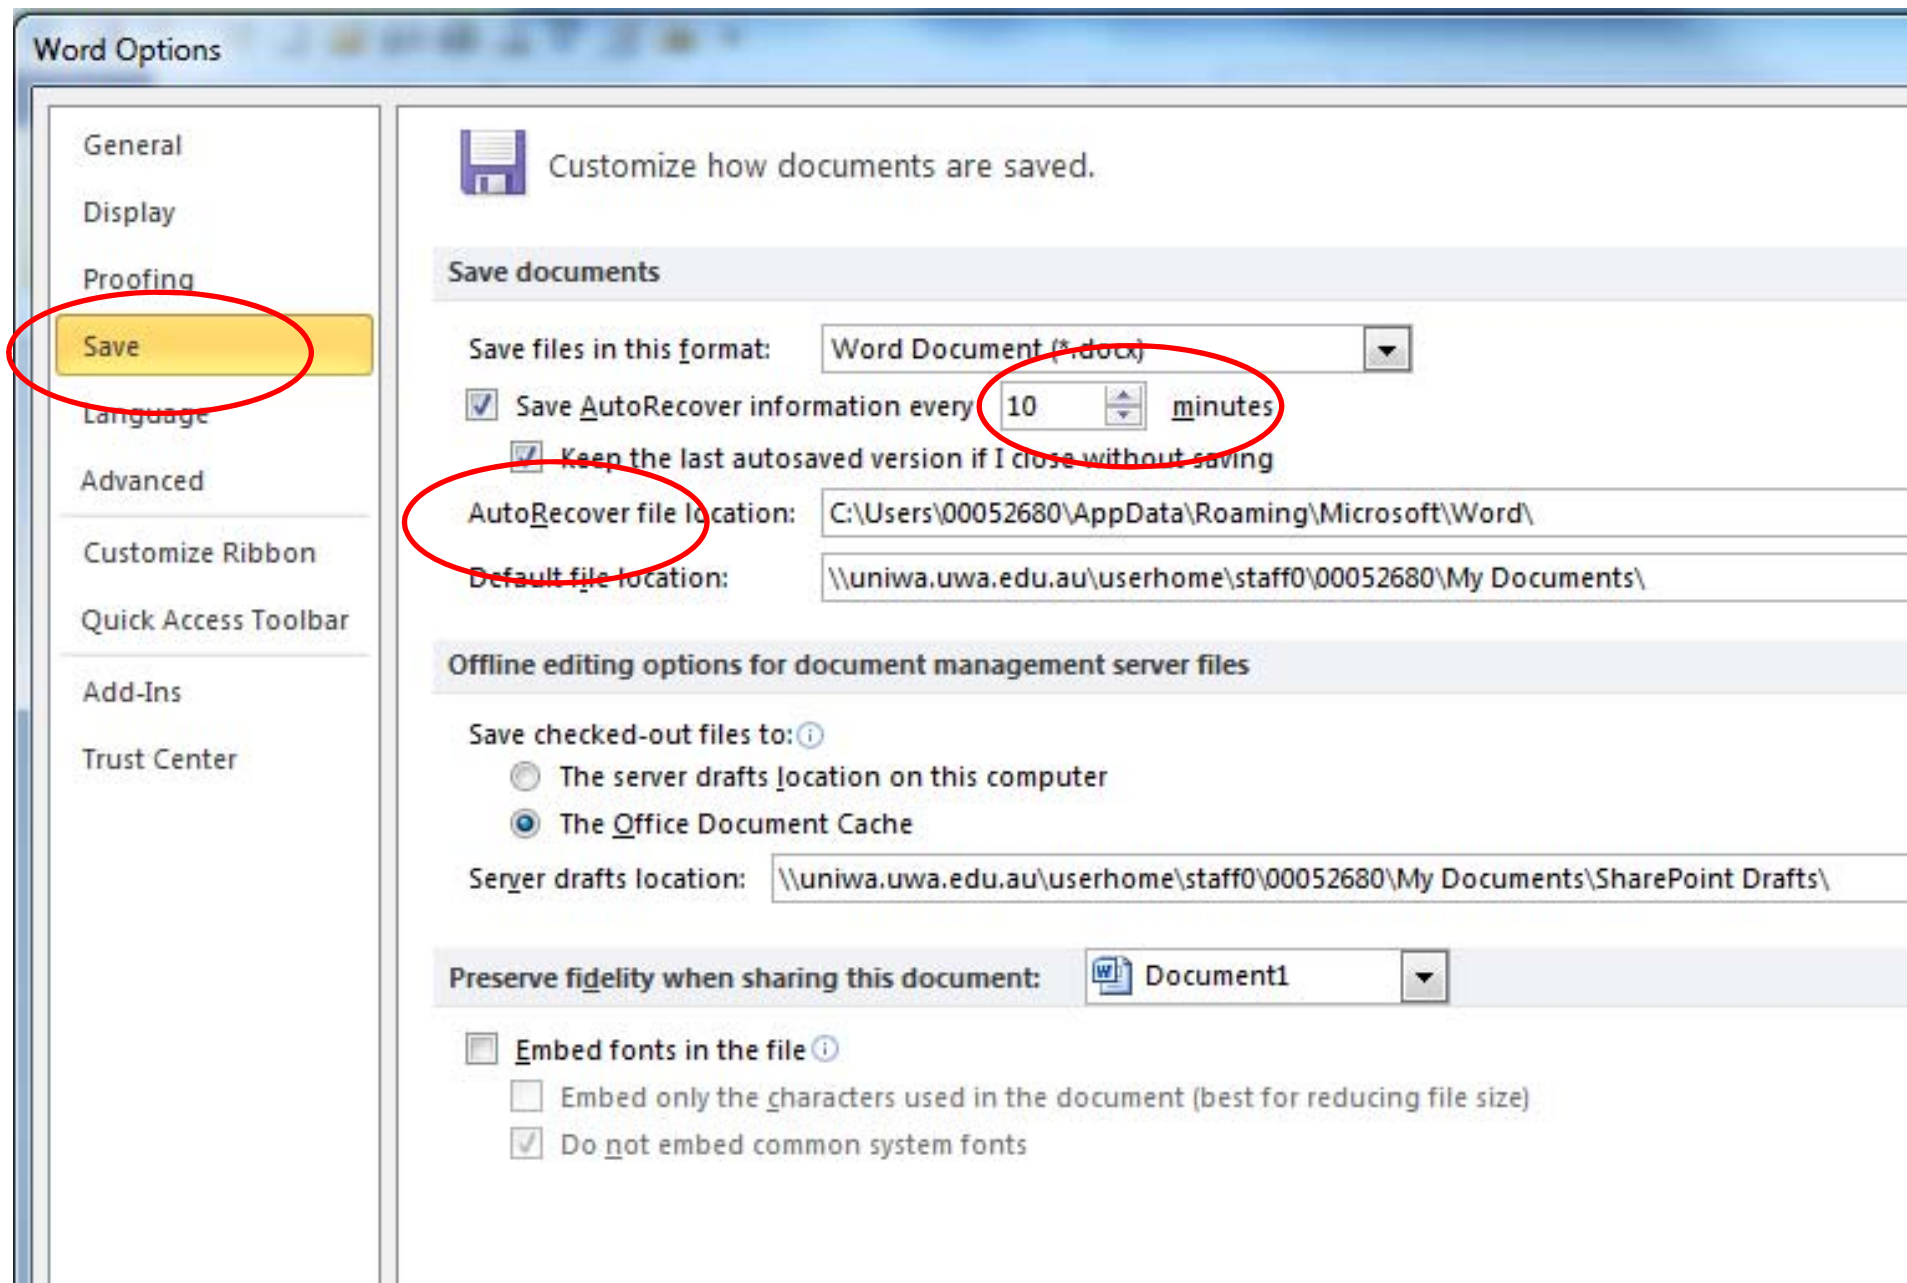 Word Options
General
Display
Proofing
Save
Language
Advanced
Customize Ribbon
Quick Access Toolbar
Add-Ins
Trust Center
Customize how documents are saved.
Save documents
Save files in this format: Word Document (*.docx)
Save AutoRecover information every 10 minutes
Keep the last autosaved version if I close without saving
AutoRecover file location: C:\Users\00052680\AppData\Roaming\Microsoft\Word\
Default file location: \\uniwa.uwa.edu.au\userhome\staff0\00052680\My Documents\
Offline editing options for document management server files
Save checked-out files to:
The server drafts location on this computer
The Office Document Cache
Server drafts location: \\uniwa.uwa.edu.au\userhome\staff0\00052680\My Documents\SharePoint Drafts\
Preserve fidelity when sharing this document: Document1
Embed fonts in the file
Embed only the characters used in the document (best for reducing file size)
Do not embed common system fonts